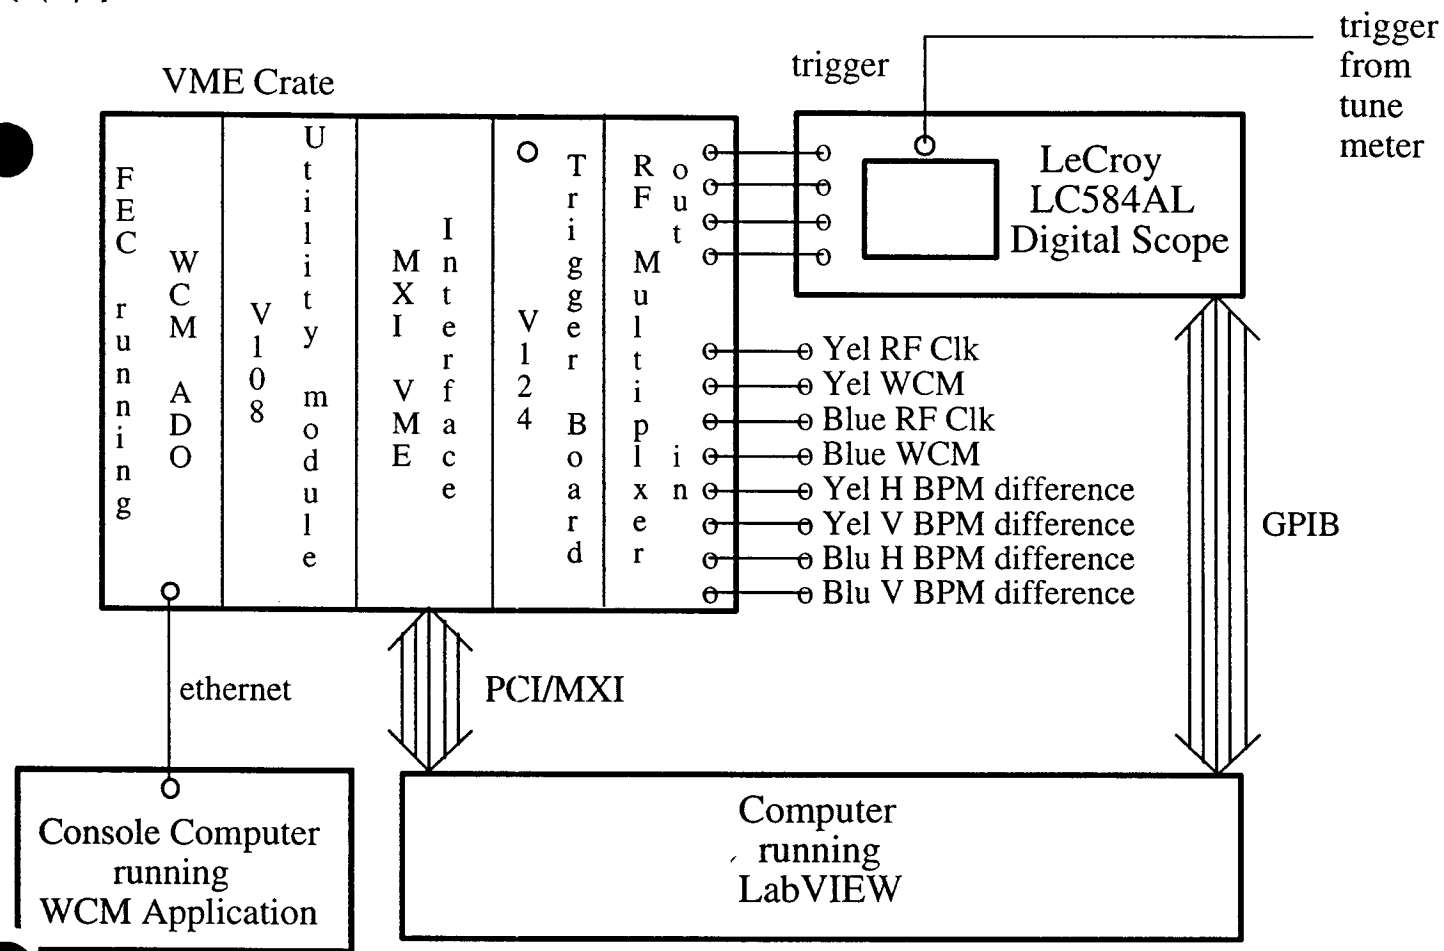 trigger
from
tune
meter
trigger
VME Crate
FEC running
WCM ADO
V108
Utility module
MXI VME
Interface
V124
Trigger Board
RF Multiplxer
out
in
LeCroy
LC584AL
Digital Scope
Yel RF Clk
Yel WCM
Blue RF Clk
Blue WCM
Yel H BPM difference
Yel V BPM difference
Blu H BPM difference
Blu V BPM difference
GPIB
ethernet
PCI/MXI
Console Computer
running
WCM Application
Computer
running
LabVIEW